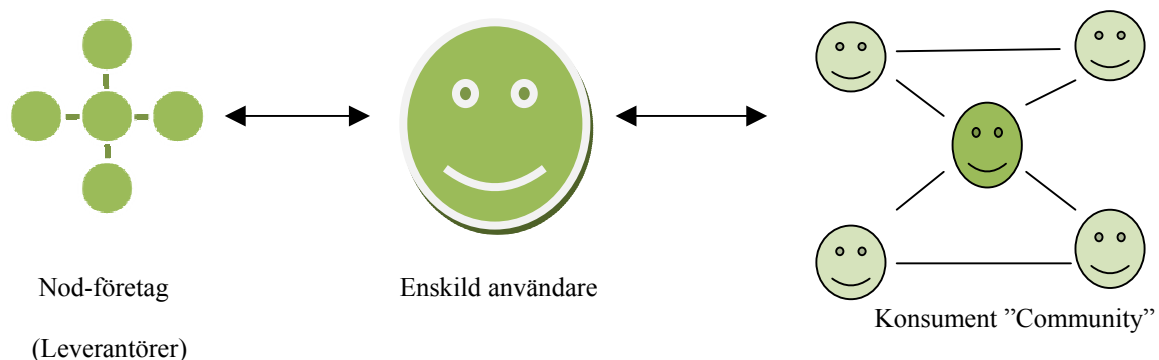 Nod-företag
(Leverantörer)
Enskild användare
Konsument ”Community”